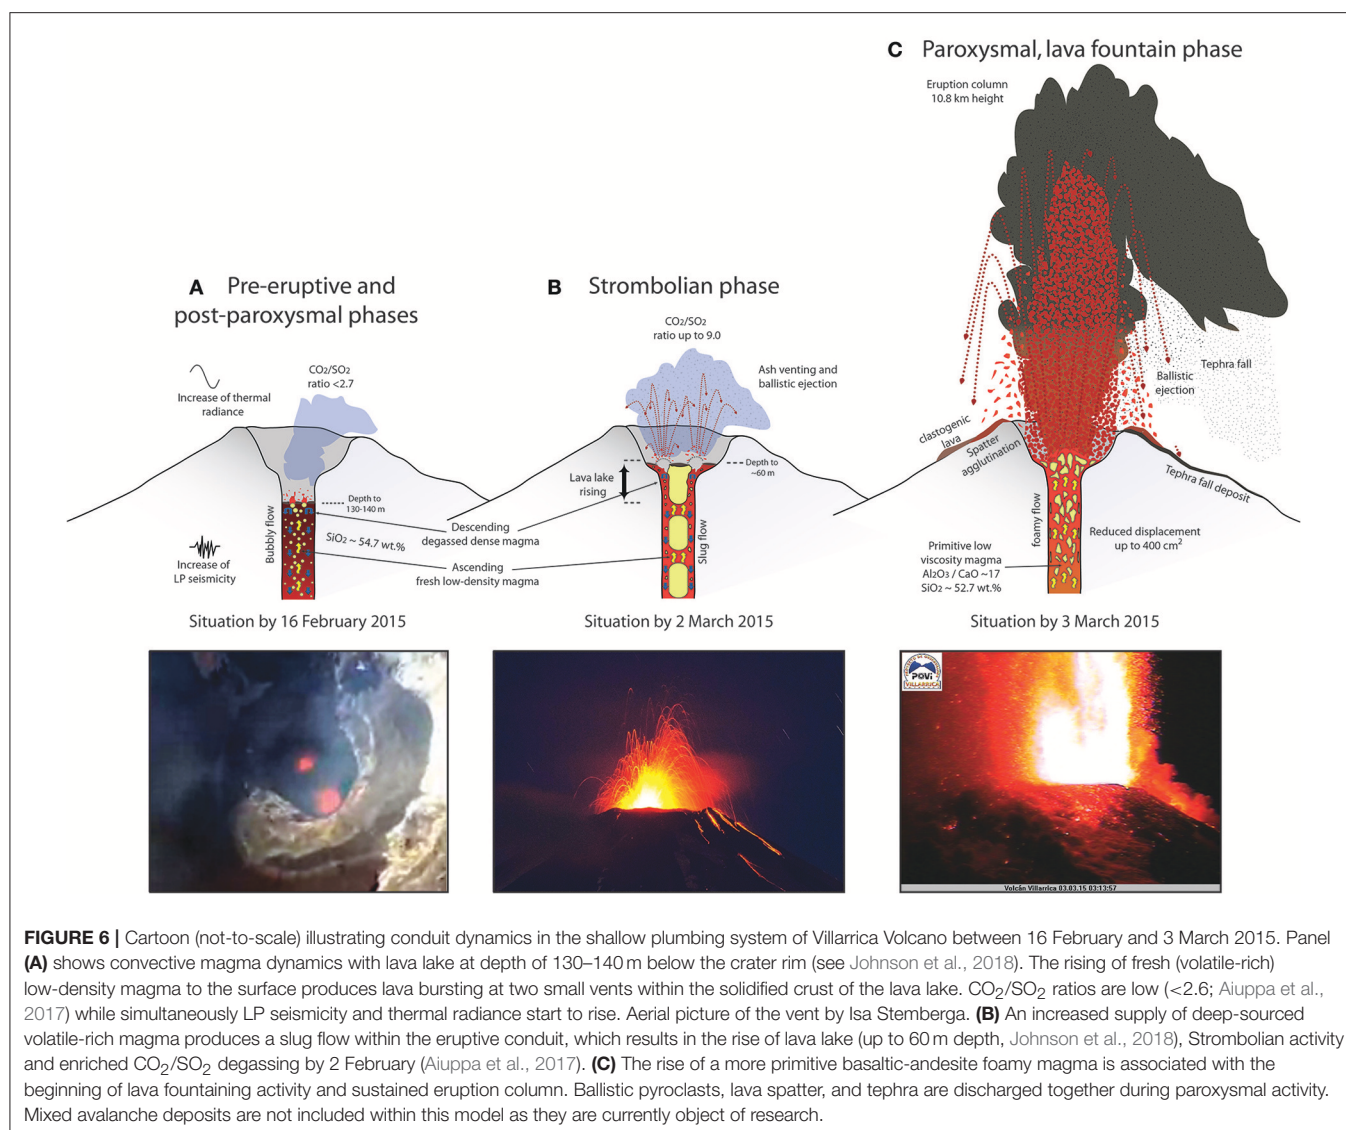 C Paroxysmal, lava fountain phase
Eruption column
10.8 km height
Tephra fall
Ballistic
ejection
clastogenic
lava
Spatter
agglutination
Tephra fall deposit
foamy flow
Reduced displacement
up to 400 cm²
Primitive low
viscosity magma
Al₂O₃ / CaO ~17
SiO₂ ~ 52.7 wt.%
Situation by 3 March 2015
A Pre-eruptive and
post-paroxysmal phases
CO₂/SO₂
ratio <2.7
Increase of thermal
radiance
Depth to
130-140 m
Bubbly flow
SiO₂ ~ 54.7 wt.%
Increase of
LP seismicity
Situation by 16 February 2015
B Strombolian phase
CO₂/SO₂
ratio up to 9.0
Ash venting and
ballistic ejection
Depth to
~60 m
Lava lake
rising
Descending
degassed dense magma
Ascending
fresh low-density magma
Slug flow
Situation by 2 March 2015
POVI
VILLARRICA
Volcán Villarrica 03.03.15 03:13:57
FIGURE 6 | Cartoon (not-to-scale) illustrating conduit dynamics in the shallow plumbing system of Villarrica Volcano between 16 February and 3 March 2015. Panel
(A) shows convective magma dynamics with lava lake at depth of 130–140 m below the crater rim (see Johnson et al., 2018). The rising of fresh (volatile-rich)
low-density magma to the surface produces lava bursting at two small vents within the solidified crust of the lava lake. CO₂/SO₂ ratios are low (<2.6; Aiuppa et al.,
2017) while simultaneously LP seismicity and thermal radiance start to rise. Aerial picture of the vent by Isa Stemberga. (B) An increased supply of deep-sourced
volatile-rich magma produces a slug flow within the eruptive conduit, which results in the rise of lava lake (up to 60 m depth, Johnson et al., 2018), Strombolian activity
and enriched CO₂/SO₂ degassing by 2 February (Aiuppa et al., 2017). (C) The rise of a more primitive basaltic-andesite foamy magma is associated with the
beginning of lava fountaining activity and sustained eruption column. Ballistic pyroclasts, lava spatter, and tephra are discharged together during paroxysmal activity.
Mixed avalanche deposits are not included within this model as they are currently object of research.